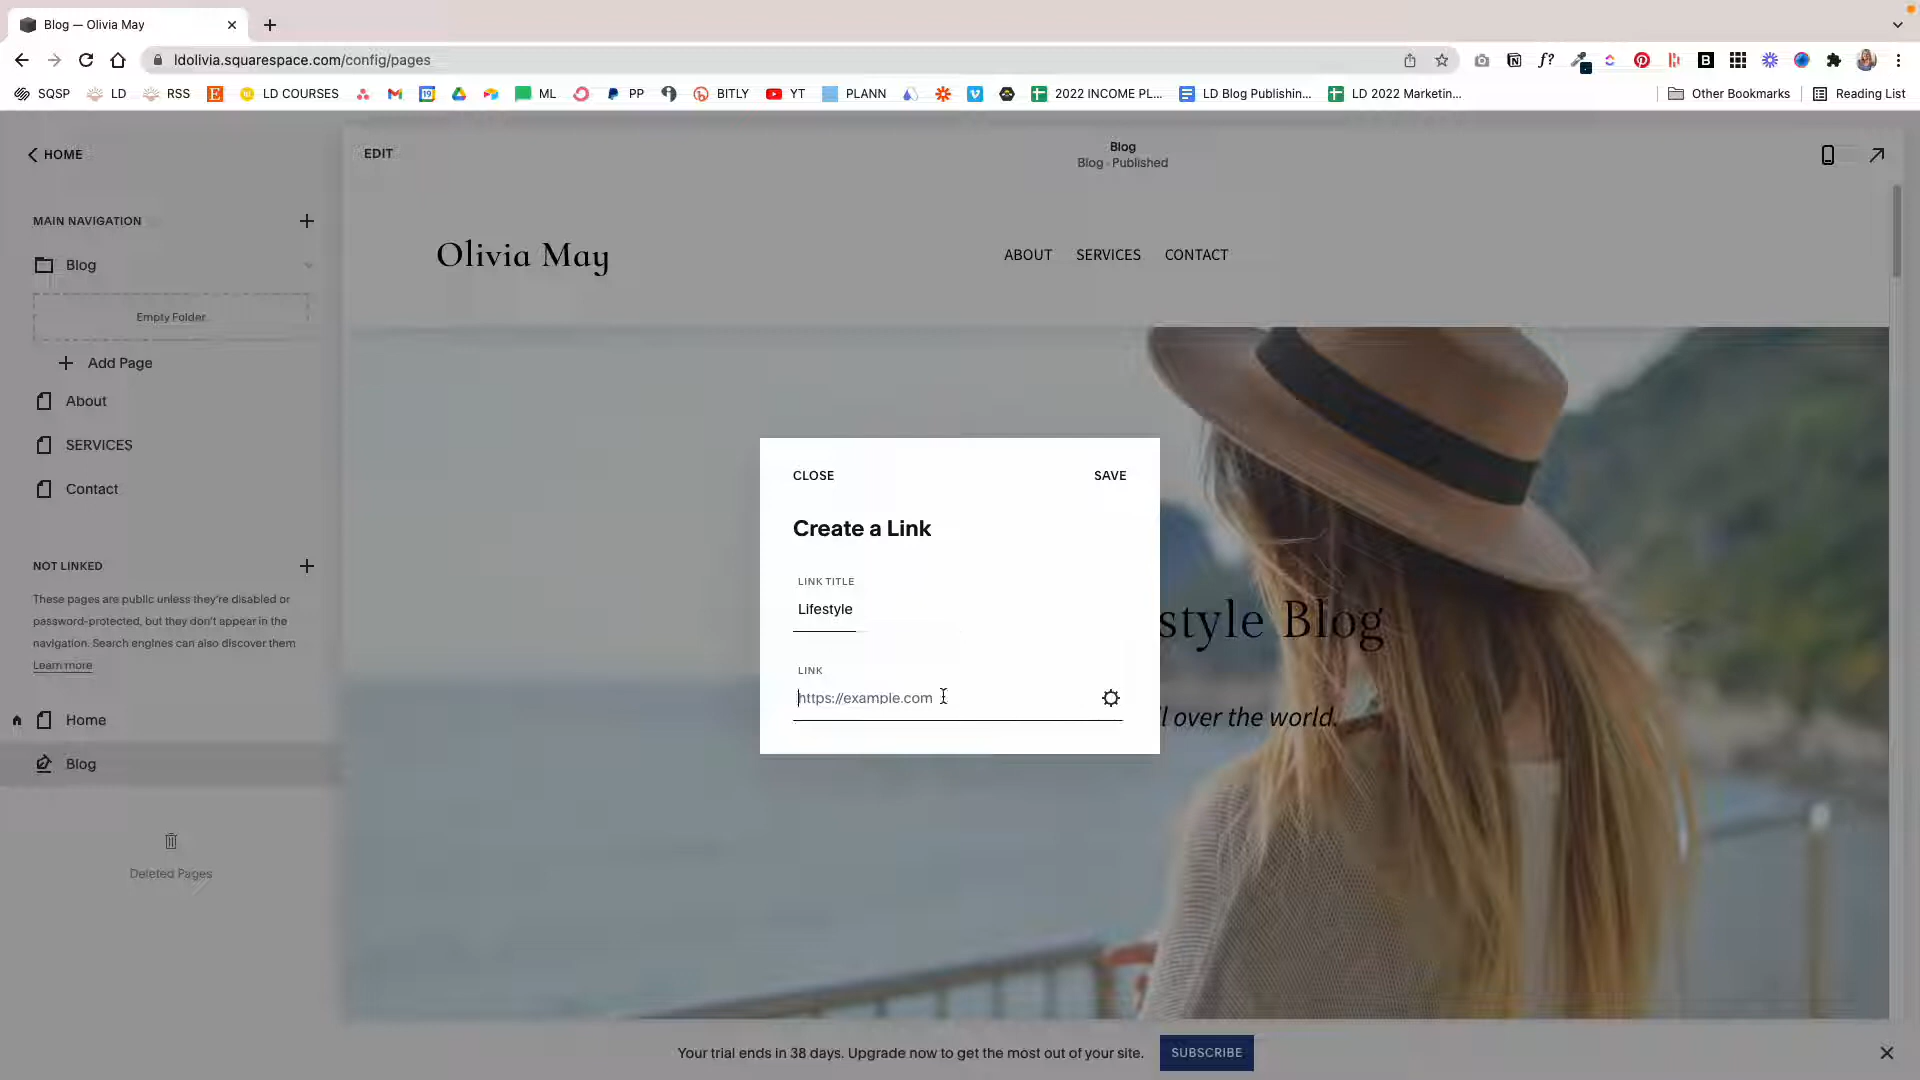 Blog — Olivia May
ldolivia.squarespace.com/config/pages
SQSP
LD
RSS
LD COURSES
ML
PP
BITLY
YT
PLANN
2022 INCOME PL...
LD Blog Publishin...
LD 2022 Marketin...
Other Bookmarks
Reading List
HOME
EDIT
Blog
Blog · Published
MAIN NAVIGATION
Blog
Empty Folder
Add Page
About
SERVICES
Contact
NOT LINKED
These pages are public unless they're disabled or
password-protected, but they don't appear in the
navigation. Search engines can also discover them
Learn more
Home
Blog
Deleted Pages
Olivia May
ABOUT SERVICES CONTACT
style Blog
l over the world.
CLOSE
SAVE
Create a Link
LINK TITLE
Lifestyle
LINK
https://example.com
Your trial ends in 38 days. Upgrade now to get the most out of your site.
SUBSCRIBE